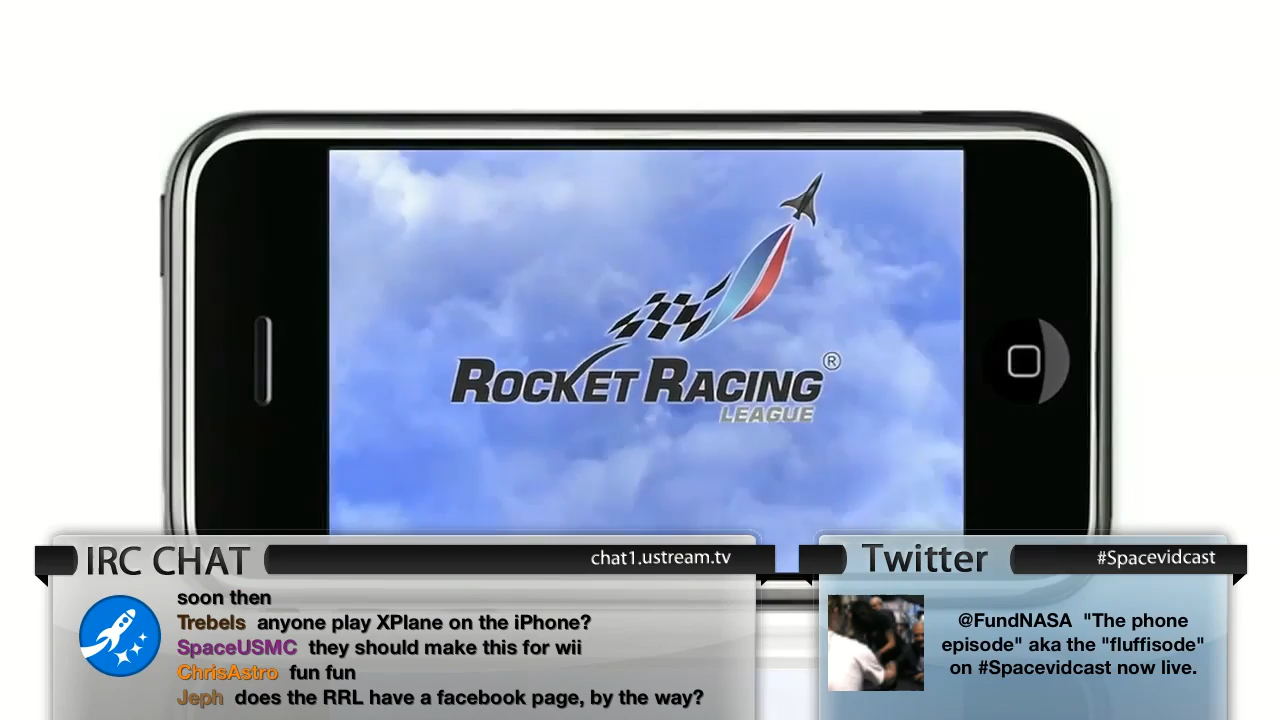 ROCKET RACING ®
LEAGUE
IRC CHAT
chat1.ustream.tv
soon then
Trebels anyone play XPlane on the iPhone?
SpaceUSMC they should make this for wii
ChrisAstro fun fun
Jeph does the RRL have a facebook page, by the way?
Twitter
#Spacevidcast
@FundNASA "The phone
episode" aka the "fluffisode"
on #Spacevidcast now live.